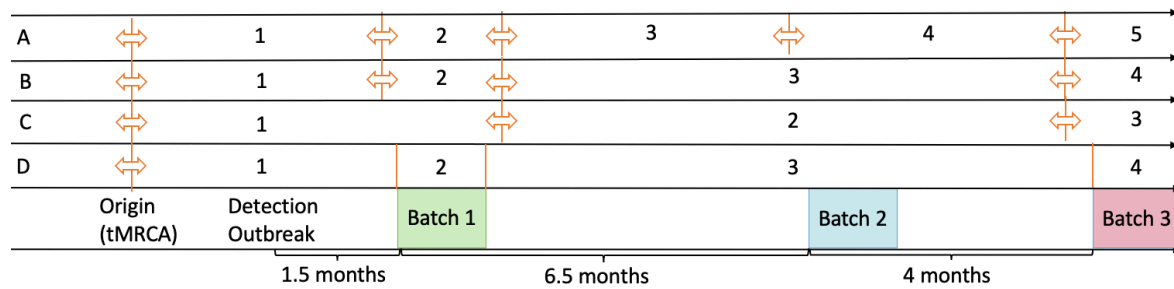 A 1 2 3 4 5
B 1 2 3 4
C 1 2 3
D 1 2 3 4
Origin
(tMRCA)
Detection
Outbreak
Batch 1
Batch 2
Batch 3
1.5 months
6.5 months
4 months